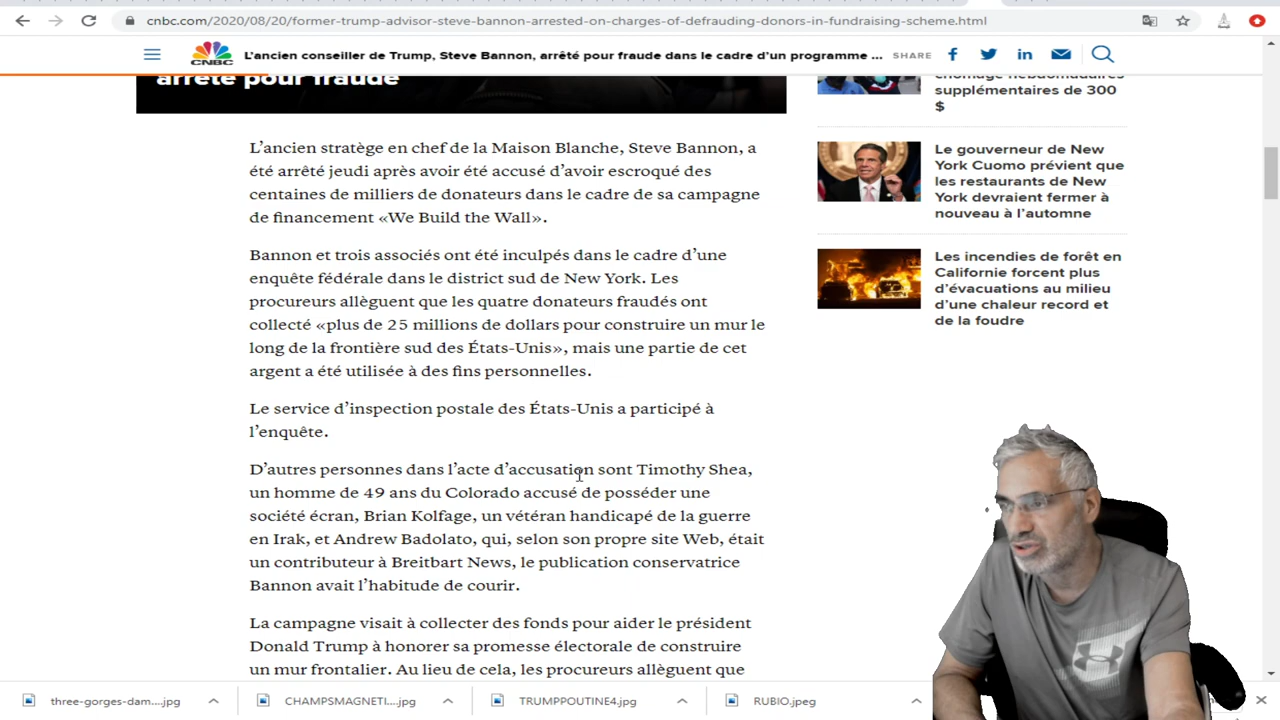 cnbc.com/2020/08/20/former-trump-advisor-steve-bannon-arrested-on-charges-of-defrauding-donors-in-fundraising-scheme.html
CNBC
L’ancien conseiller de Trump, Steve Bannon, arrêté pour fraude dans le cadre d’un programme ...
SHARE
arrêté pour fraude
L’ancien stratège en chef de la Maison Blanche, Steve Bannon, a
été arrêté jeudi après avoir été accusé d’avoir escroqué des
centaines de milliers de donateurs dans le cadre de sa campagne
de financement «We Build the Wall».
Bannon et trois associés ont été inculpés dans le cadre d’une
enquête fédérale dans le district sud de New York. Les
procureurs allèguent que les quatre donateurs fraudés ont
collecté «plus de 25 millions de dollars pour construire un mur le
long de la frontière sud des États-Unis», mais une partie de cet
argent a été utilisée à des fins personnelles.
Le service d’inspection postale des États-Unis a participé à
l’enquête.
D’autres personnes dans l’acte d’accusation sont Timothy Shea,
un homme de 49 ans du Colorado accusé de posséder une
société écran, Brian Kolfage, un vétéran handicapé de la guerre
en Irak, et Andrew Badolato, qui, selon son propre site Web, était
un contributeur à Breitbart News, le publication conservatrice
Bannon avait l’habitude de courir.
La campagne visait à collecter des fonds pour aider le président
Donald Trump à honorer sa promesse électorale de construire
un mur frontalier. Au lieu de cela, les procureurs allèguent que
chômage hebdomadaires
supplémentaires de 300
$
Le gouverneur de New
York Cuomo prévient que
les restaurants de New
York devraient fermer à
nouveau à l’automne
Les incendies de forêt en
Californie forcent plus
d’évacuations au milieu
d’une chaleur record et
de la foudre
three-gorges-dam....jpg
CHAMPSMAGNETI....jpg
TRUMPPOUTINE4.jpg
RUBIO.jpeg